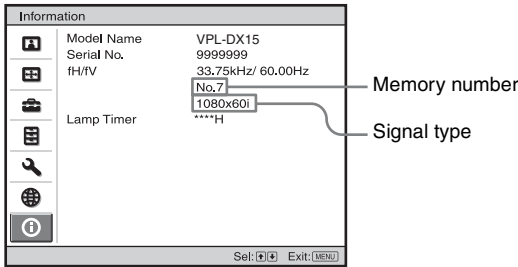 Information
Model Name VPL-DX15
Serial No. 9999999
fH/fV 33.75kHz/ 60.00Hz
No.7
Memory number
1080x60i
Signal type
Lamp Timer ****H
Sel: Exit: MENU